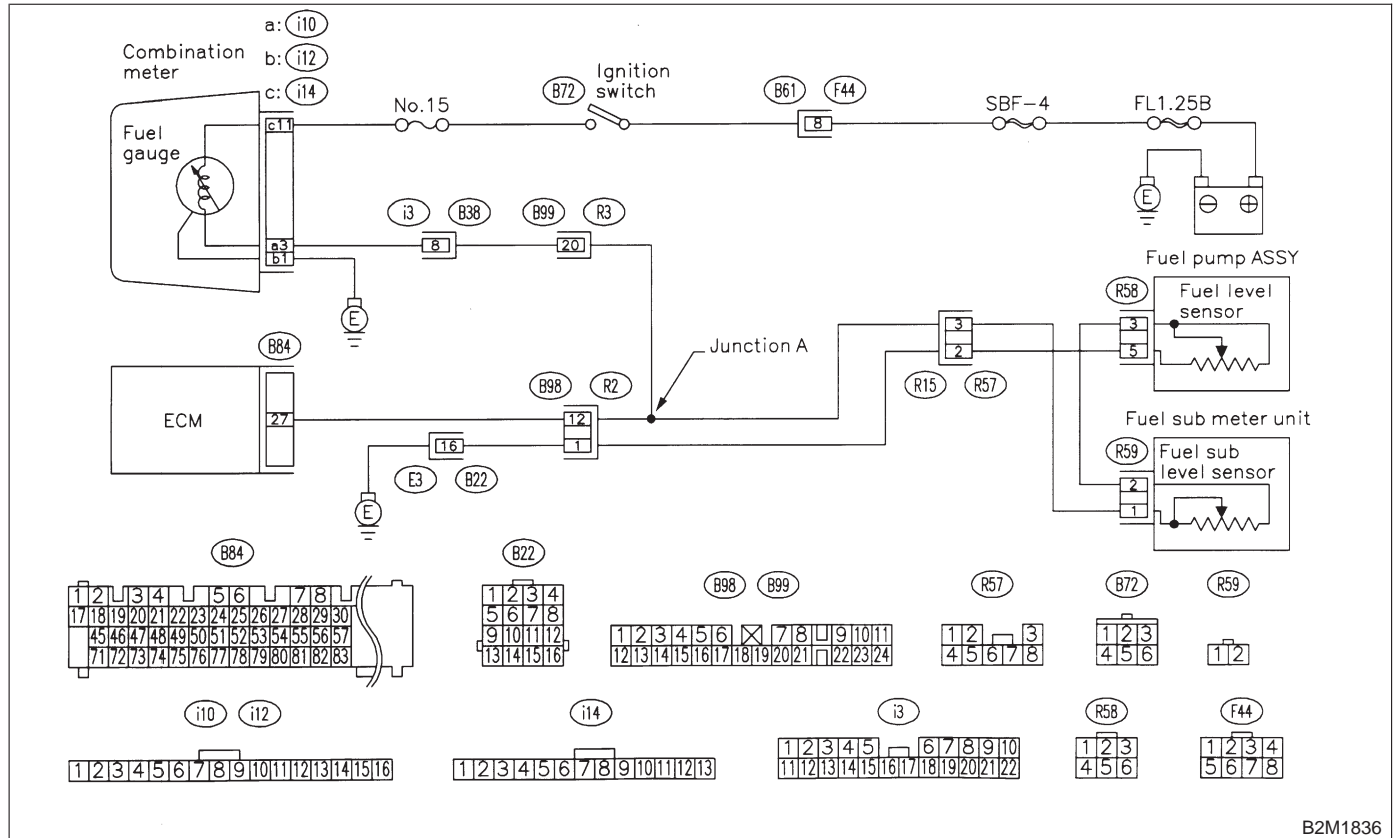 a: i10
Combination meter
b: i12
c: i14
Fuel gauge
c11
No.15
B72
Ignition switch
B61 F44
8
SBF-4
FL1.25B
E
⊖ ⊕
a3
b1
i3 B38
8
B99 R3
20
E
Fuel pump ASSY
R58
Fuel level sensor
3
5
B84
ECM
27
Junction A
B98 R2
12
1
3
2
R15 R57
16
E3 B22
E
Fuel sub meter unit
R59
Fuel sub level sensor
2
1
B84
1 2 3 4 5 6 7 8
17 18 19 20 21 22 23 24 25 26 27 28 29 30
45 46 47 48 49 50 51 52 53 54 55 56 57
71 72 73 74 75 76 77 78 79 80 81 82 83
B22
1 2 3 4
5 6 7 8
9 10 11 12
13 14 15 16
B98 B99
1 2 3 4 5 6 7 8 9 10 11
12 13 14 15 16 17 18 19 20 21 22 23 24
R57
1 2 3
4 5 6 7 8
B72
1 2 3
4 5 6
R59
1 2
i10 i12
1 2 3 4 5 6 7 8 9 10 11 12 13 14 15 16
i14
1 2 3 4 5 6 7 8 9 10 11 12 13
i3
1 2 3 4 5 6 7 8 9 10
11 12 13 14 15 16 17 18 19 20 21 22
R58
1 2 3
4 5 6
F44
1 2 3 4
5 6 7 8
B2M1836